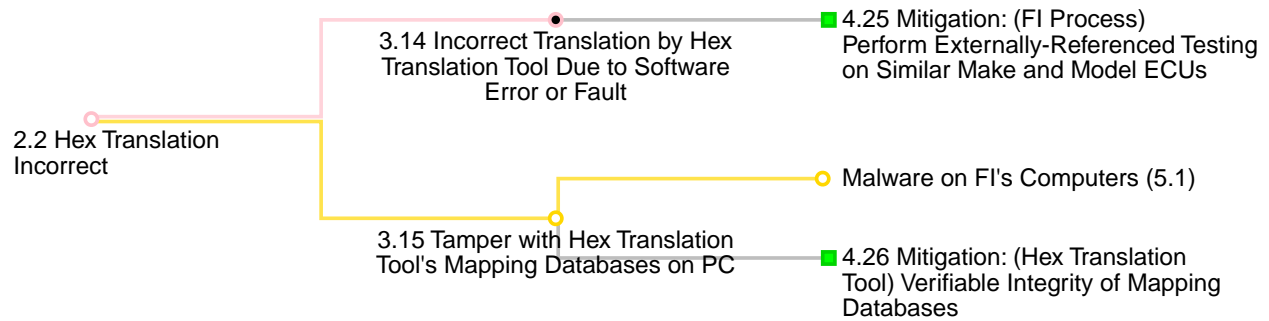 4.25 Mitigation: (FI Process)
Perform Externally-Referenced Testing
on Similar Make and Model ECUs
3.14 Incorrect Translation by Hex
Translation Tool Due to Software
Error or Fault
2.2 Hex Translation
Incorrect
Malware on FI's Computers (5.1)
3.15 Tamper with Hex Translation
Tool's Mapping Databases on PC
4.26 Mitigation: (Hex Translation
Tool) Verifiable Integrity of Mapping
Databases